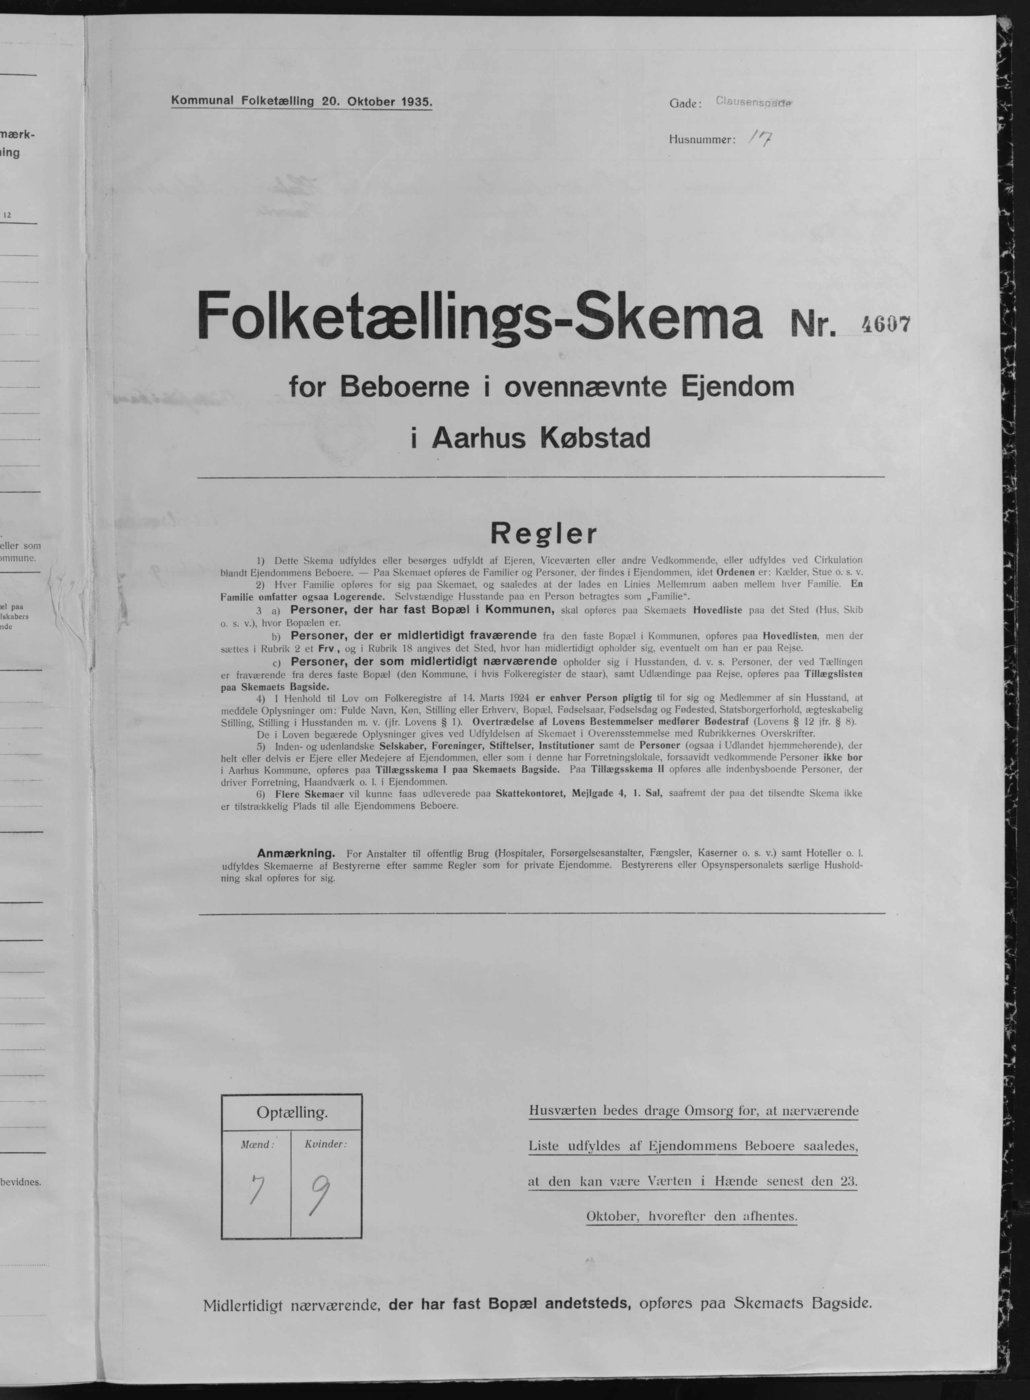 mærk-
ing
12
eller som
ommune.
æl paa
lskabers
nde
bevidnes.
Kommunal Folketælling 20. Oktober 1935.
Gade: Clausensgade
Husnummer: 17
Folketællings-Skema Nr. 4607
for Beboerne i ovennævnte Ejendom
i Aarhus Købstad
Regler
1) Dette Skema udfyldes eller besørges udfyldt af Ejeren, Viceværten eller andre Vedkommende, eller udfyldes ved Cirkulation
blandt Ejendommens Beboere. — Paa Skemaet opføres de Familier og Personer, der findes i Ejendommen, idet Ordenen er: Kælder, Stue o. s. v.
2) Hver Familie opføres for sig paa Skemaet, og saaledes at der lades en Linies Mellemrum aaben mellem hver Familie. En
Familie omfatter ogsaa Logerende. Selvstændige Husstande paa en Person betragtes som „Familie“.
3 a) Personer, der har fast Bopæl i Kommunen, skal opføres paa Skemaets Hovedliste paa det Sted (Hus, Skib
o. s. v.), hvor Bopælen er.
b) Personer, der er midlertidigt fraværende fra den faste Bopæl i Kommunen, opføres paa Hovedlisten, men der
sættes i Rubrik 2 et Frv., og i Rubrik 18 angives det Sted, hvor han midlertidigt opholder sig, eventuelt om han er paa Rejse.
c) Personer, der som midlertidigt nærværende opholder sig i Husstanden, d. v. s. Personer, der ved Tællingen
er fraværende fra deres faste Bopæl (den Kommune, i hvis Folkeregister de staar), samt Udlændinge paa Rejse, opføres paa Tillægslisten
paa Skemaets Bagside.
4) I Henhold til Lov om Folkeregistre af 14. Marts 1924 er enhver Person pligtig til for sig og Medlemmer af sin Husstand, at
meddele Oplysninger om: Fulde Navn, Køn, Stilling eller Erhverv, Bopæl, Fødselsaar, Fødselsdag og Fødested, Statsborgerforhold, ægteskabelig
Stilling, Stilling i Husstanden m. v. (jfr. Lovens § 1). Overtrædelse af Lovens Bestemmelser medfører Bødestraf (Lovens § 12 jfr. § 8).
De i Loven begærede Oplysninger gives ved Udfyldelsen af Skemaet i Overensstemmelse med Rubrikkernes Overskrifter.
5) Inden- og udenlandske Selskaber, Foreninger, Stiftelser, Institutioner samt de Personer (ogsaa i Udlandet hjemmehørende), der
helt eller delvis er Ejere eller Medejere af Ejendommen, eller som i denne har Forretningslokale, forsaavidt vedkommende Personer ikke bor
i Aarhus Kommune, opføres paa Tillægsskema I paa Skemaets Bagside. Paa Tillægsskema II opføres alle indenbysboende Personer, der
driver Forretning, Haandværk o. l. i Ejendommen.
6) Flere Skemaer vil kunne faas udleverede paa Skattekontoret, Mejlgade 4, 1. Sal, saafremt der paa det tilsendte Skema ikke
er tilstrækkelig Plads til alle Ejendommens Beboere.
Anmærkning. For Anstalter til offentlig Brug (Hospitaler, Forsørgelsesanstalter, Fængsler, Kaserner o. s. v.) samt Hoteller o. l.
udfyldes Skemaerne af Bestyrerne efter samme Regler som for private Ejendomme. Bestyrerens eller Opsynspersonalets særlige Hushold-
ning skal opføres for sig.
Optælling.
Mænd: Kvinder:
7 9
Husværten bedes drage Omsorg for, at nærværende
Liste udfyldes af Ejendommens Beboere saaledes,
at den kan være Værten i Hænde senest den 23.
Oktober, hvorefter den afhentes.
Midlertidigt nærværende, der har fast Bopæl andetsteds, opføres paa Skemaets Bagside.